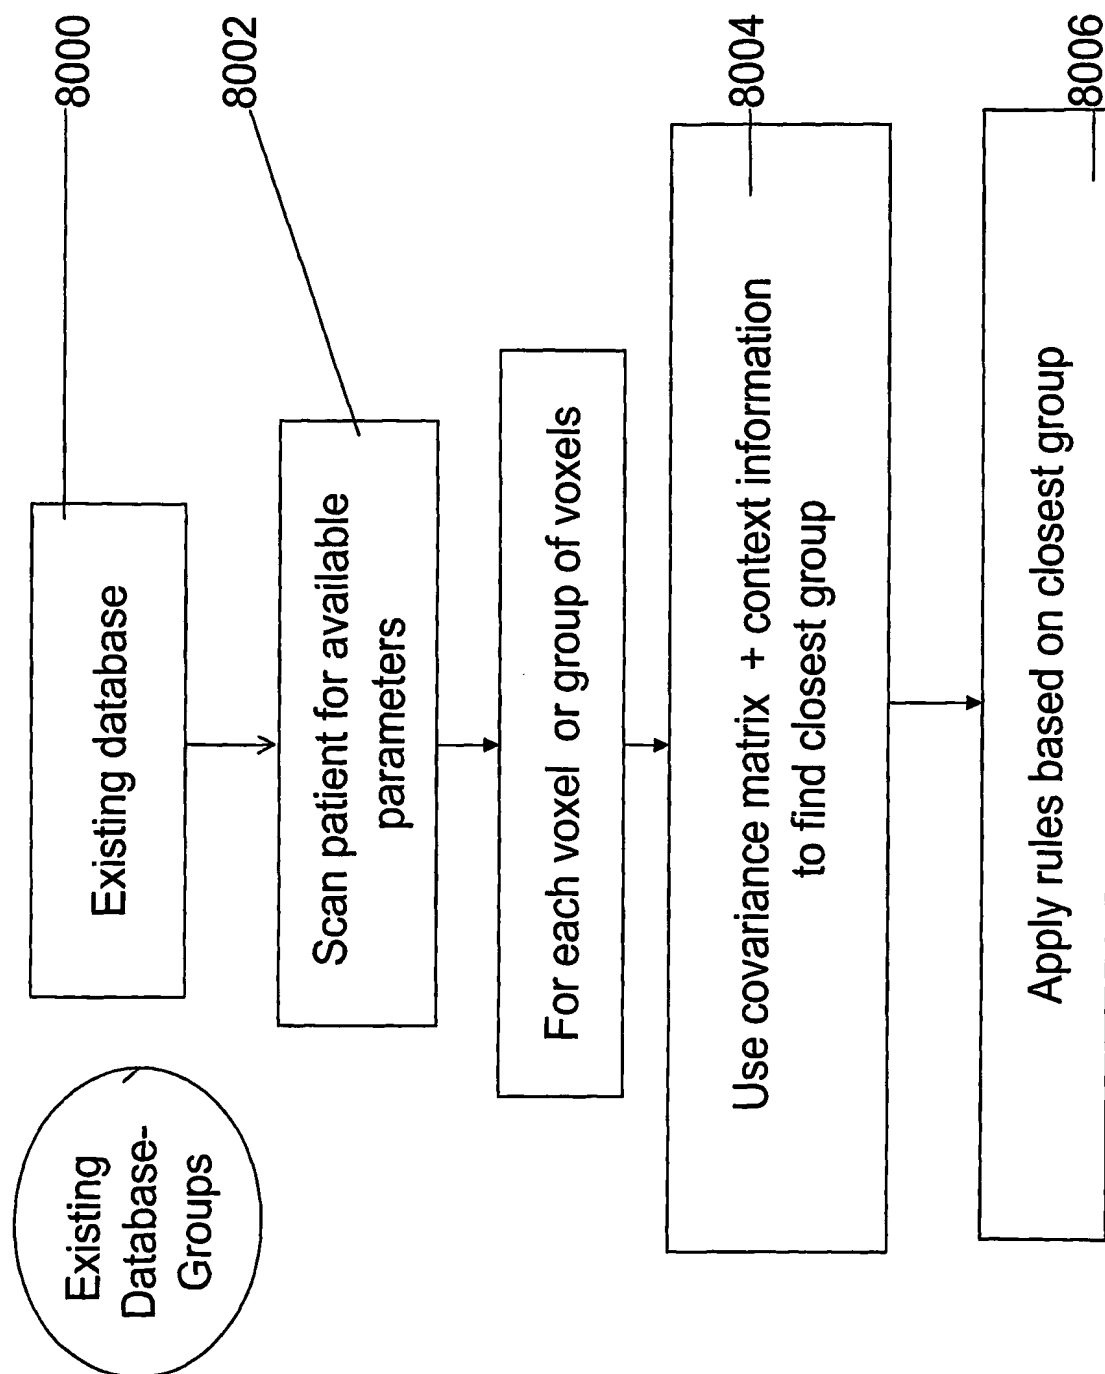 Existing
Database-
Groups
Existing database
8000
Scan patient for available
parameters
8002
For each voxel or group of voxels
Use covariance matrix + context information
to find closest group
8004
Apply rules based on closest group
8006